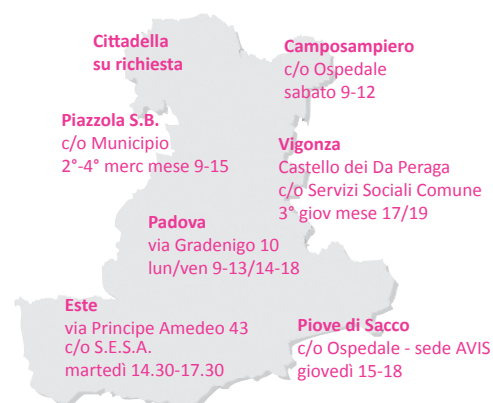 Cittadella
su richiesta
Camposampiero
c/o Ospedale
sabato 9-12
Piazzola S.B.
c/o Municipio
2°-4° merc mese 9-15
Vigonza
Castello dei Da Peraga
c/o Servizi Sociali Comune
3° giov mese 17/19
Padova
via Gradenigo 10
lun/ven 9-13/14-18
Este
via Principe Amedeo 43
c/o S.E.S.A.
martedì 14.30-17.30
Piove di Sacco
c/o Ospedale - sede AVIS
giovedì 15-18